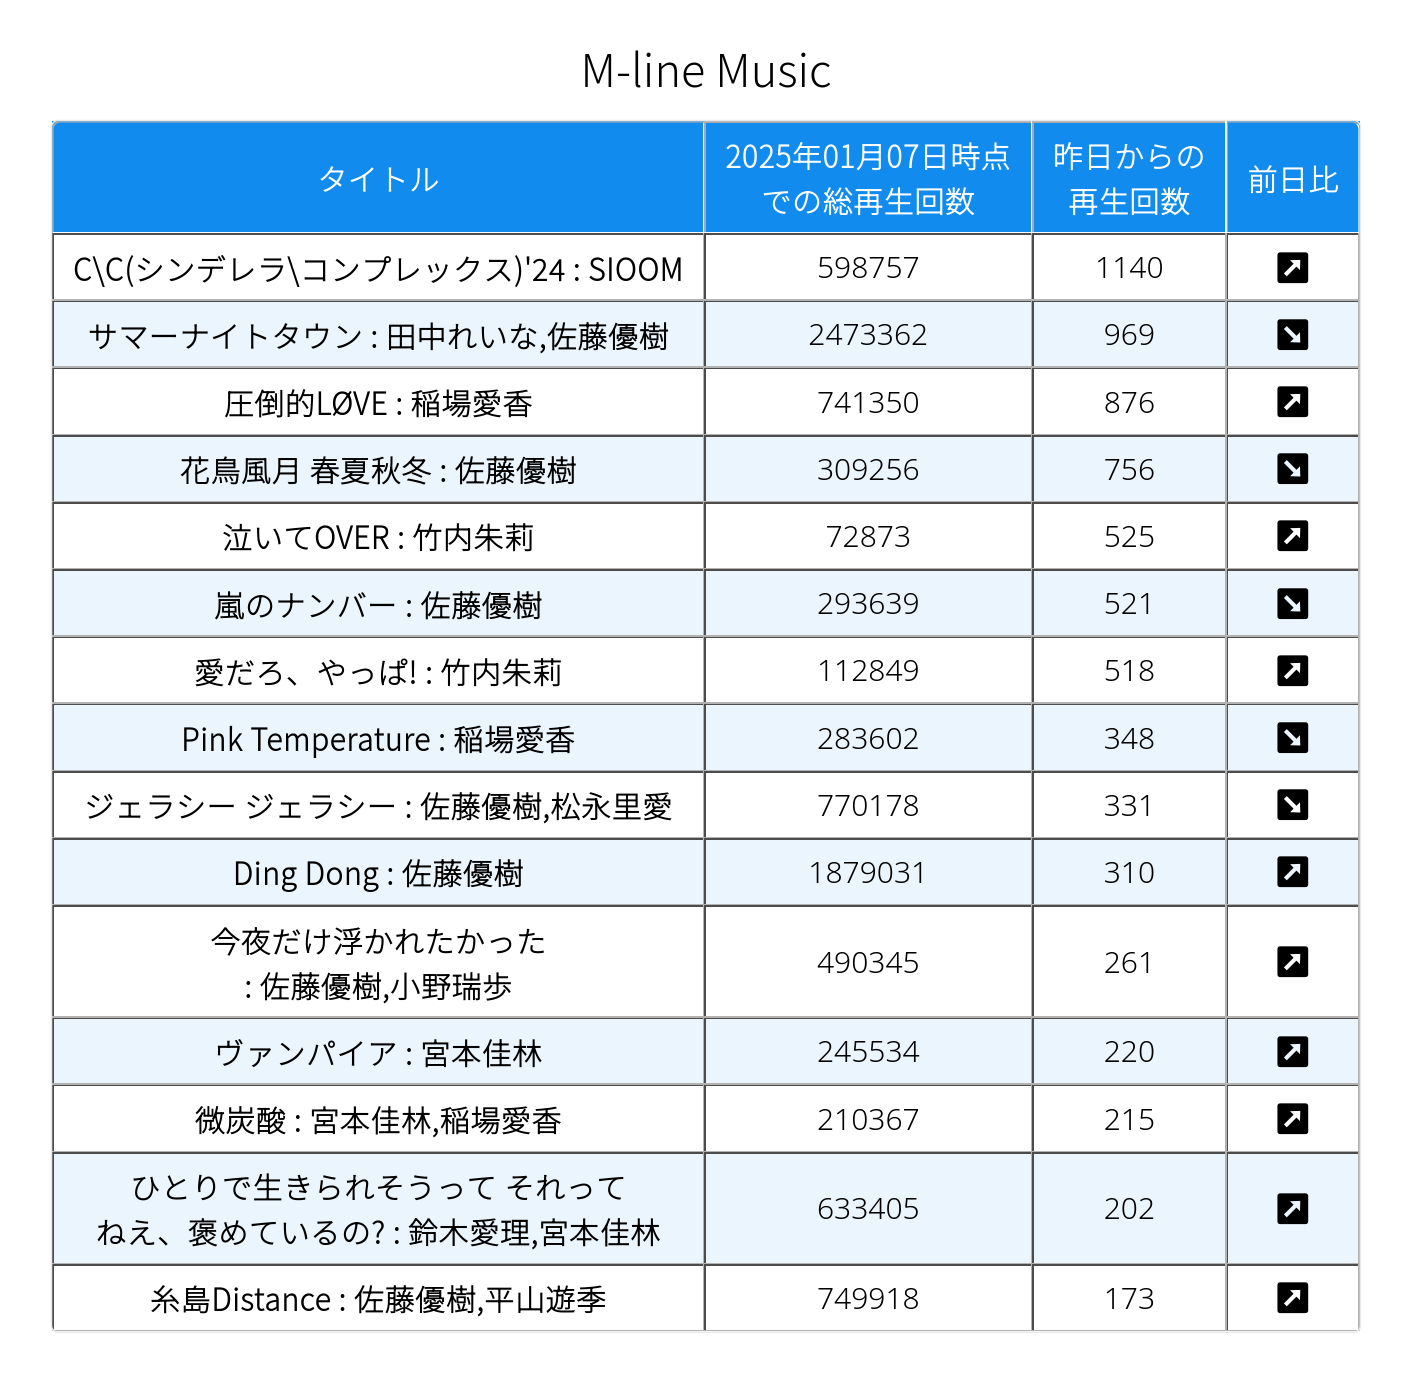 M-line Music
タイトル
2025年01月07日時点
での総再生回数
昨日からの
再生回数
前日比
C\C(シンデレラ\コンプレックス)'24 : SIOOM 598757 1140 ↗
サマーナイトタウン : 田中れいな,佐藤優樹 2473362 969 ↘
圧倒的LØVE : 稲場愛香 741350 876 ↗
花鳥風月 春夏秋冬 : 佐藤優樹 309256 756 ↘
泣いてOVER : 竹内朱莉 72873 525 ↗
嵐のナンバー : 佐藤優樹 293639 521 ↘
愛だろ、やっぱ! : 竹内朱莉 112849 518 ↗
Pink Temperature : 稲場愛香 283602 348 ↘
ジェラシー ジェラシー : 佐藤優樹,松永里愛 770178 331 ↘
Ding Dong : 佐藤優樹 1879031 310 ↗
今夜だけ浮かれたかった
: 佐藤優樹,小野瑞歩 490345 261 ↗
ヴァンパイア : 宮本佳林 245534 220 ↗
微炭酸 : 宮本佳林,稲場愛香 210367 215 ↗
ひとりで生きられそうって それって
ねえ、褒めているの? : 鈴木愛理,宮本佳林 633405 202 ↗
糸島Distance : 佐藤優樹,平山遊季 749918 173 ↗